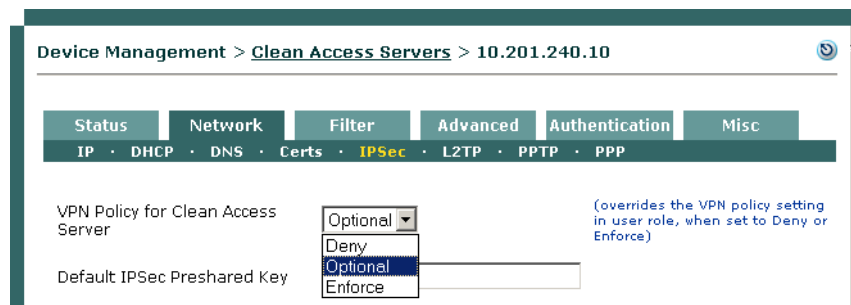 Device Management > Clean Access Servers > 10.201.240.10
Status Network Filter Advanced Authentication Misc
IP · DHCP · DNS · Certs · IPSec · L2TP · PPTP · PPP
VPN Policy for Clean Access
Server
Optional
(overrides the VPN policy setting
in user role, when set to Deny or
Enforce)
Deny
Optional
Enforce
Default IPSec Preshared Key